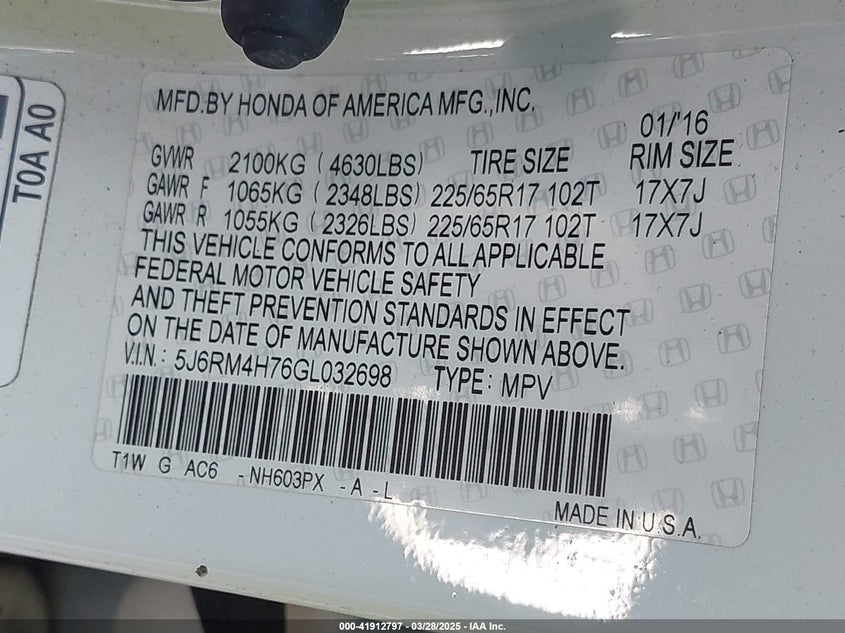 T0A A0
MFD.BY HONDA OF AMERICA MFG.,INC.
01/'16
GVWR 2100KG (4630LBS) TIRE SIZE RIM SIZE
GAWR F 1065KG (2348LBS) 225/65R17 102T 17X7J
GAWR R 1055KG (2326LBS) 225/65R17 102T 17X7J
THIS VEHICLE CONFORMS TO ALL APPLICABLE
FEDERAL MOTOR VEHICLE SAFETY
AND THEFT PREVENTION STANDARDS IN EFFECT
ON THE DATE OF MANUFACTURE SHOWN ABOVE.
V.I.N.: 5J6RM4H76GL032698 TYPE: MPV
T1W G AC6 -NH603PX -A -L
MADE IN U.S.A.
000-41912797 - 03/28/2025 - IAA Inc.